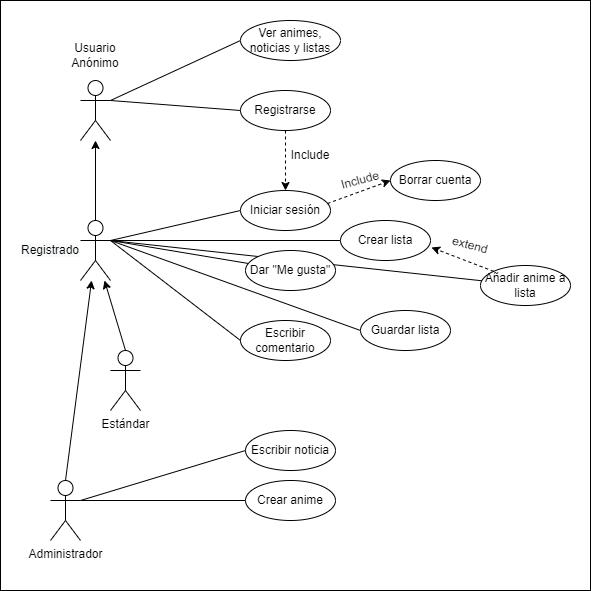 Usuario
Anónimo
Ver animes,
noticias y listas
Registrarse
Include
Include
Borrar cuenta
Iniciar sesión
Registrado
Crear lista
extend
Dar "Me gusta"
Añadir anime a
lista
Escribir
comentario
Guardar lista
Estándar
Escribir noticia
Crear anime
Administrador